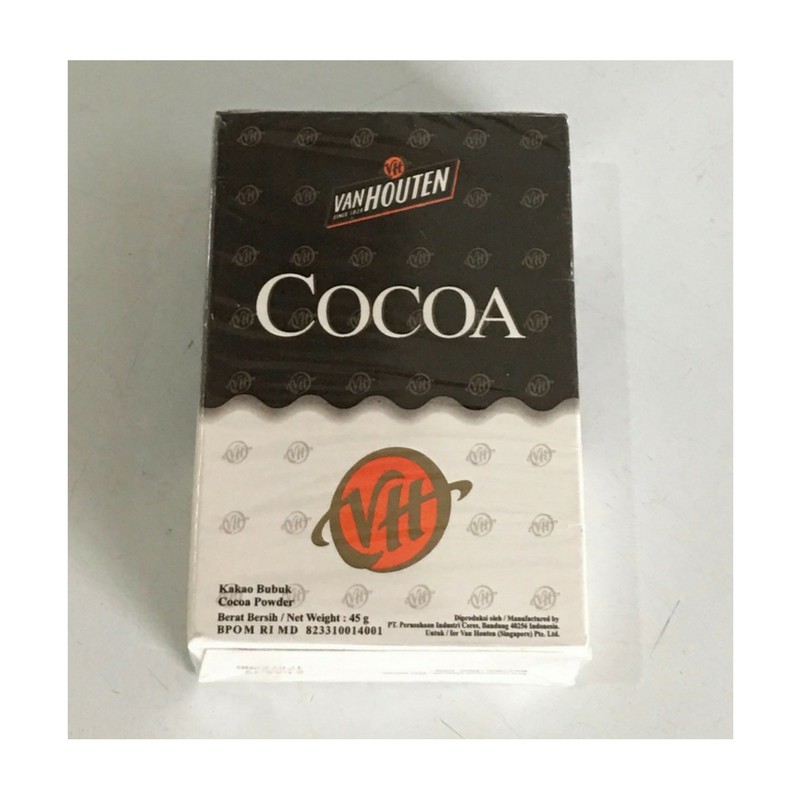 VH
VAN HOUTEN
SINCE 1828
COCOA
VH
Kakao Bubuk
Cocoa Powder
Berat Bersih / Net Weight : 45 g
BPOM RI MD 823310014001
Diproduksi oleh / Manufactured by
PT. Perusahaan Industri Ceres, Bandung 40256 Indonesia.
Untuk / for Van Houten (Singapore) Pte. Ltd.